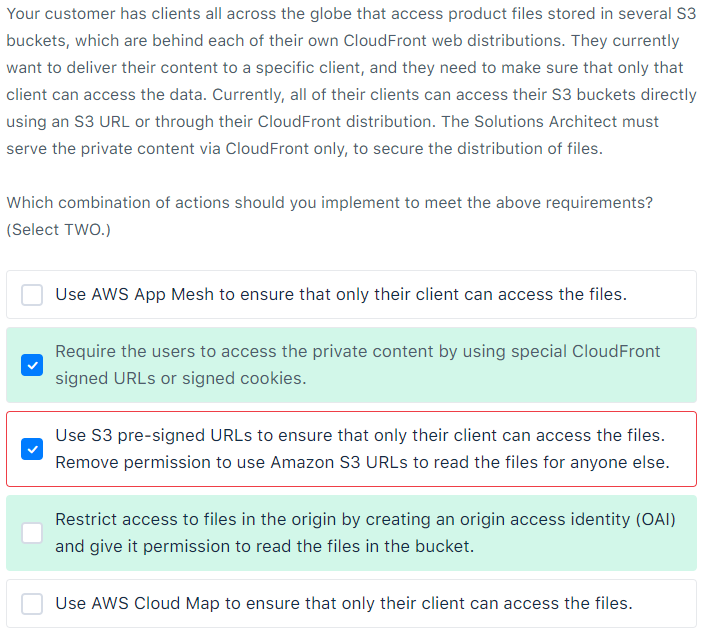 Your customer has clients all across the globe that access product files stored in several S3
buckets, which are behind each of their own CloudFront web distributions. They currently
want to deliver their content to a specific client, and they need to make sure that only that
client can access the data. Currently, all of their clients can access their S3 buckets directly
using an S3 URL or through their CloudFront distribution. The Solutions Architect must
serve the private content via CloudFront only, to secure the distribution of files.
Which combination of actions should you implement to meet the above requirements?
(Select TWO.)
Use AWS App Mesh to ensure that only their client can access the files.
Require the users to access the private content by using special CloudFront
signed URLs or signed cookies.
Use S3 pre-signed URLs to ensure that only their client can access the files.
Remove permission to use Amazon S3 URLs to read the files for anyone else.
Restrict access to files in the origin by creating an origin access identity (OAI)
and give it permission to read the files in the bucket.
Use AWS Cloud Map to ensure that only their client can access the files.